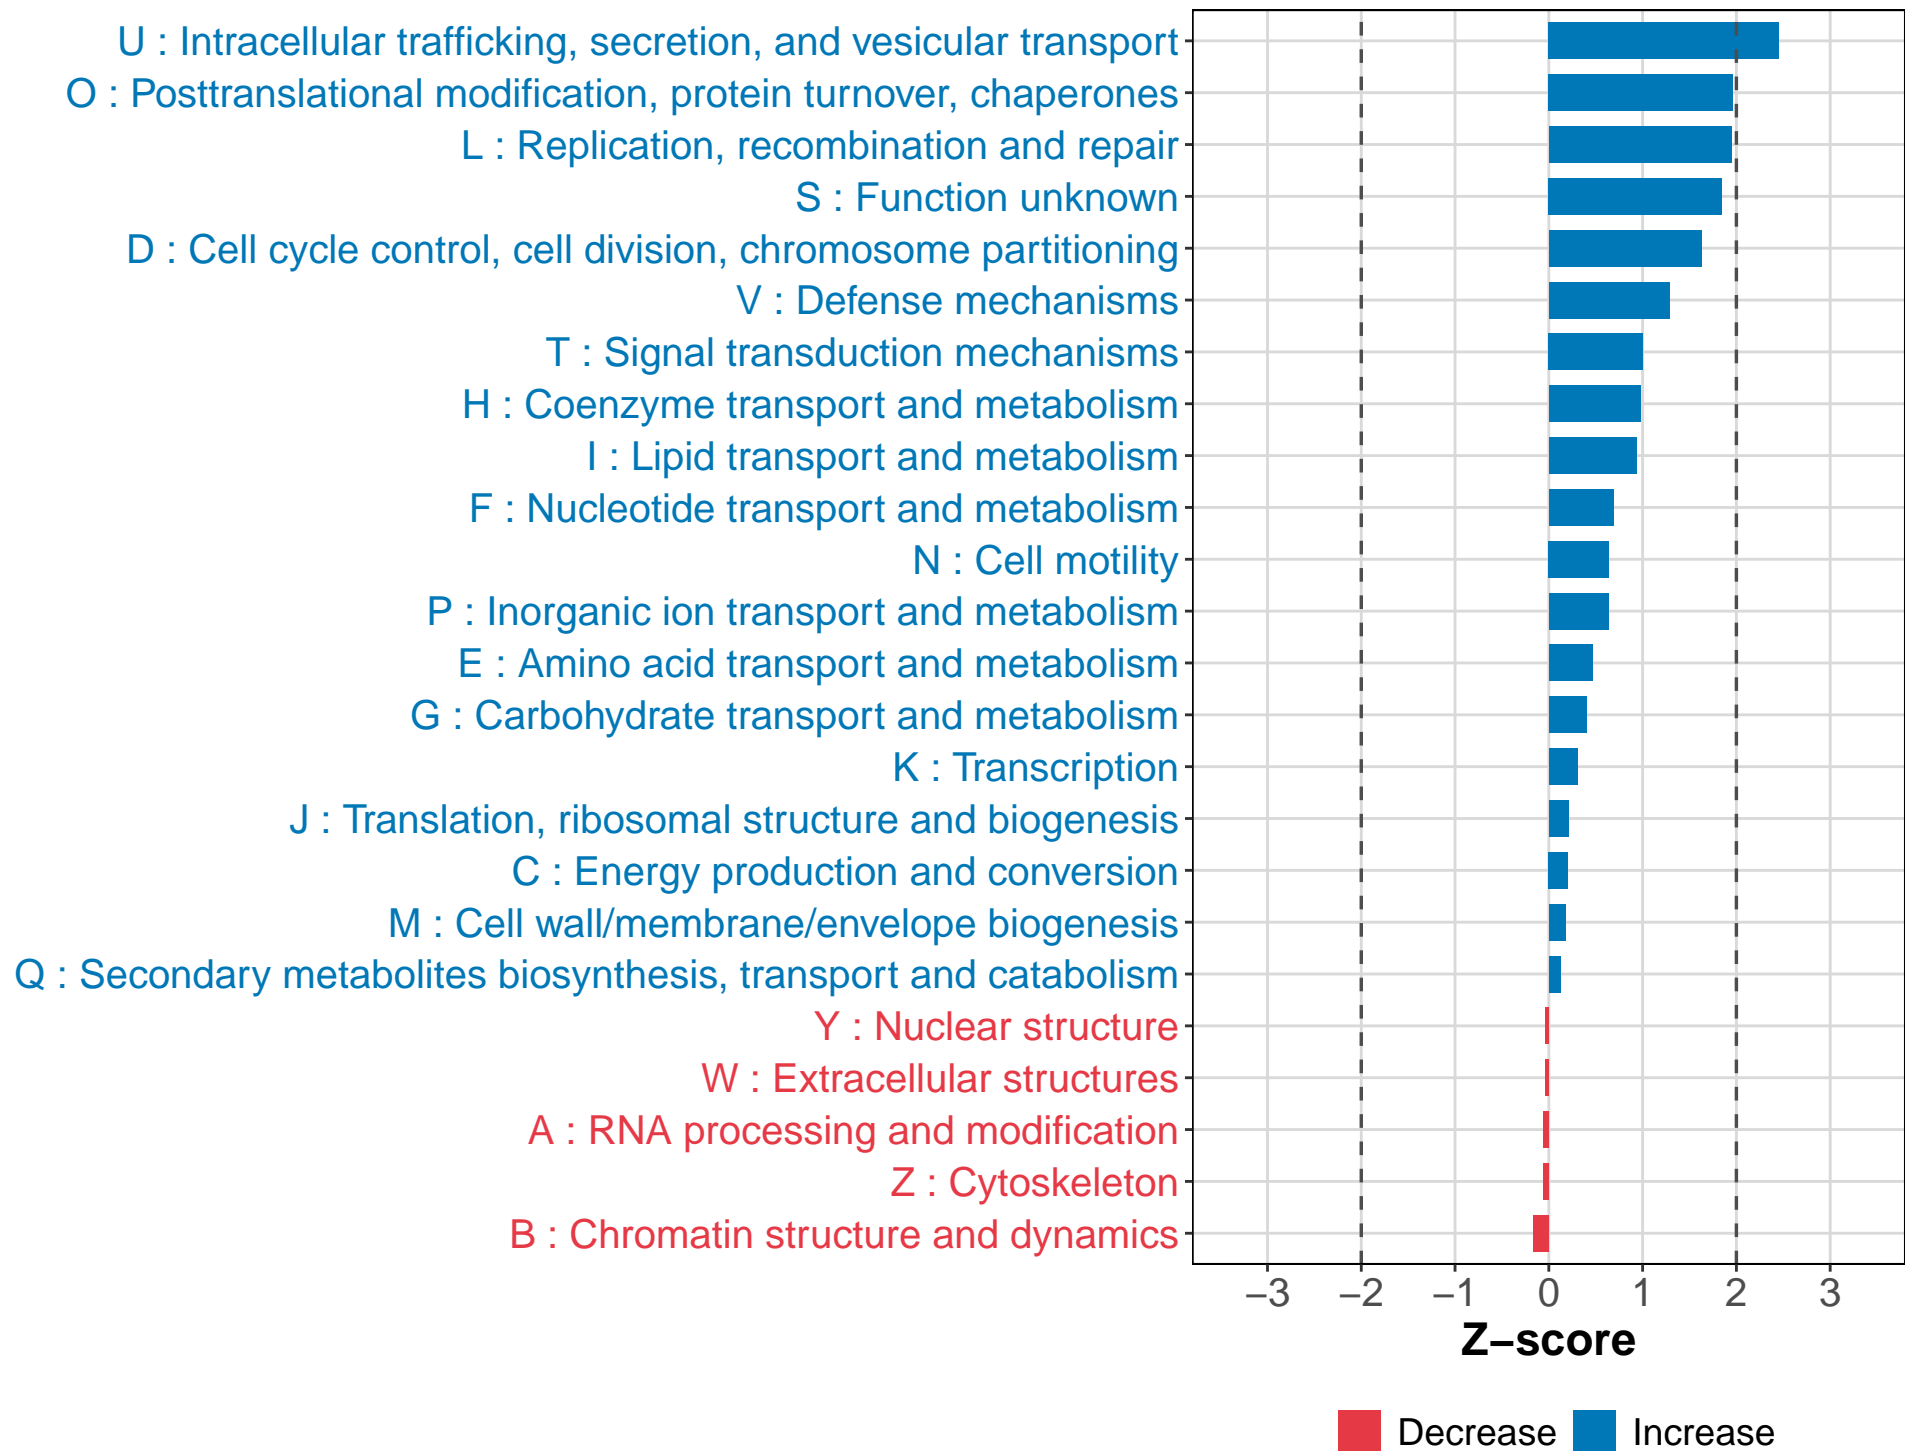 U : Intracellular trafficking, secretion, and vesicular transport
O : Posttranslational modification, protein turnover, chaperones
L : Replication, recombination and repair
S : Function unknown
D : Cell cycle control, cell division, chromosome partitioning
V : Defense mechanisms
T : Signal transduction mechanisms
H : Coenzyme transport and metabolism
I : Lipid transport and metabolism
F : Nucleotide transport and metabolism
N : Cell motility
P : Inorganic ion transport and metabolism
E : Amino acid transport and metabolism
G : Carbohydrate transport and metabolism
K : Transcription
J : Translation, ribosomal structure and biogenesis
C : Energy production and conversion
M : Cell wall/membrane/envelope biogenesis
Q : Secondary metabolites biosynthesis, transport and catabolism
Y : Nuclear structure
W : Extracellular structures
A : RNA processing and modification
Z : Cytoskeleton
B : Chromatin structure and dynamics
−3 −2 −1 0 1 2 3
Z−score
Decrease Increase